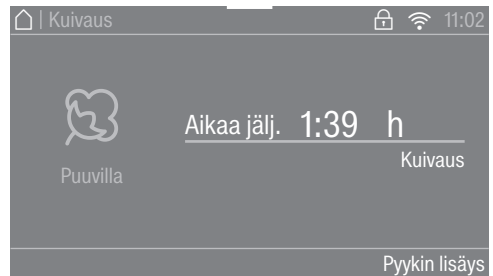 | Kuivaus 11:02
Aikaa jälj. 1:39 h
Kuivaus
Puuvilla
Pyykin lisäys